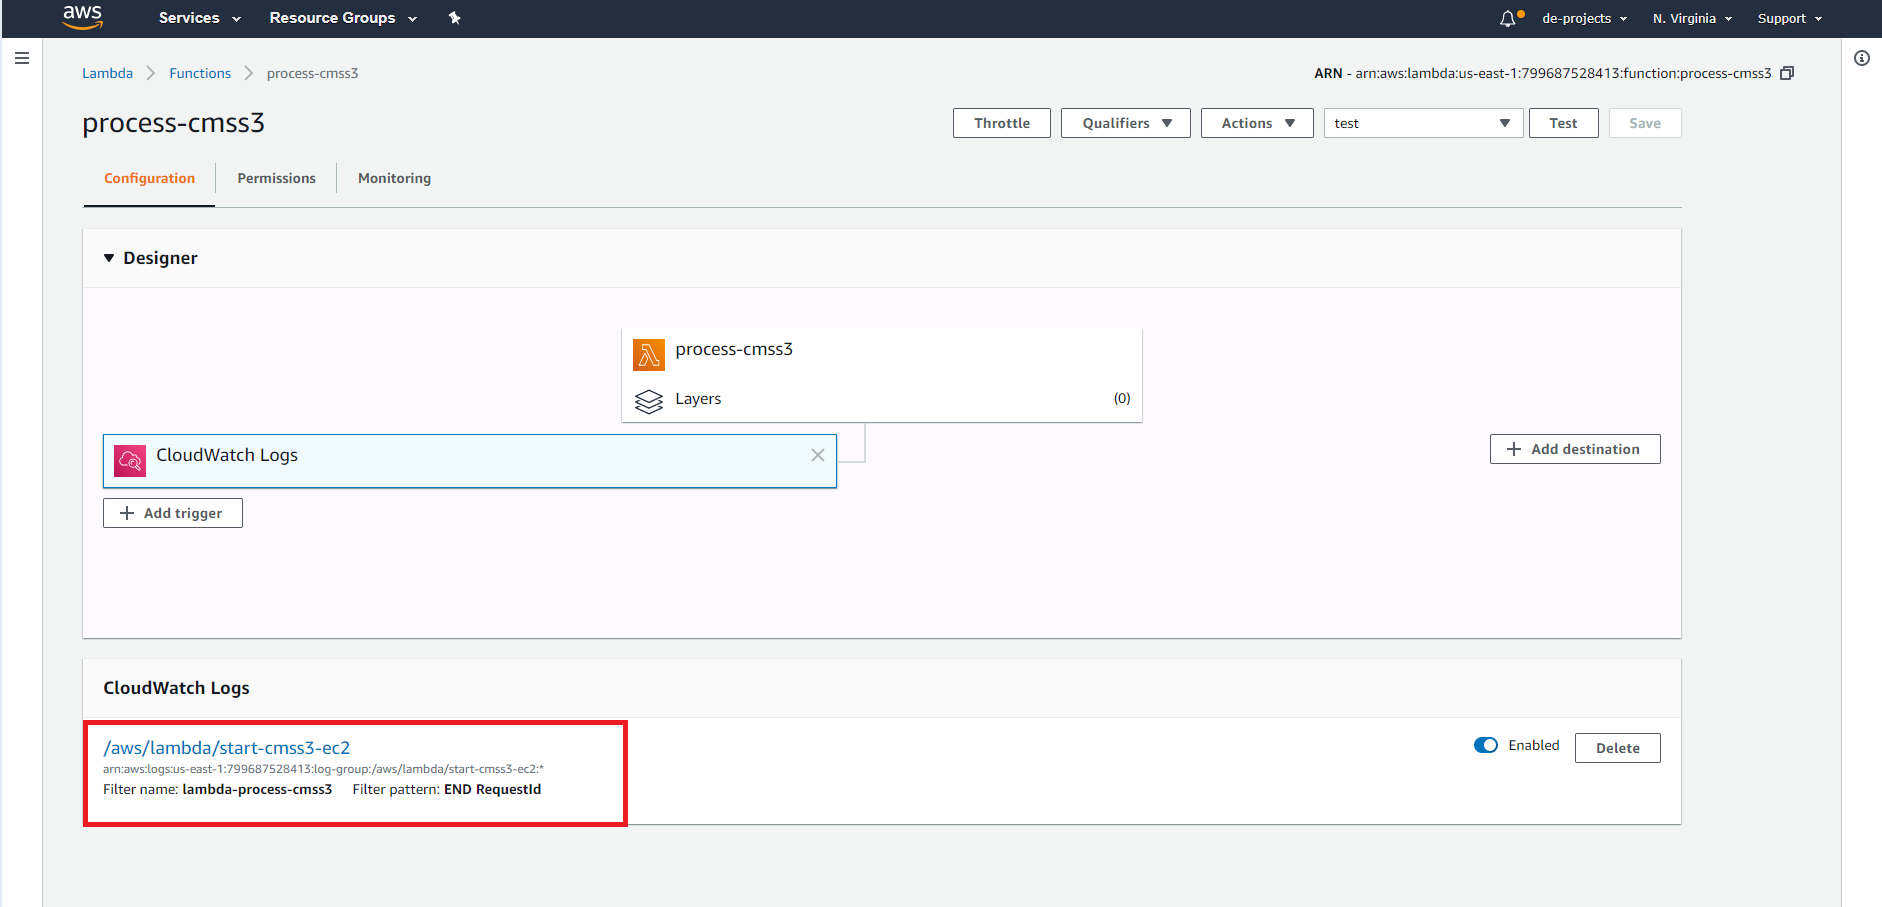 aws Services Resource Groups de-projects N. Virginia Support
Lambda Functions process-cmss3 ARN - arn:aws:lambda:us-east-1:799687528413:function:process-cmss3
process-cmss3 Throttle Qualifiers Actions test Test Save
Configuration Permissions Monitoring
Designer
process-cmss3
Layers (0)
CloudWatch Logs
Add destination
Add trigger
CloudWatch Logs
/aws/lambda/start-cmss3-ec2 Enabled Delete
arn:aws:logs:us-east-1:799687528413:log-group:/aws/lambda/start-cmss3-ec2:*
Filter name: lambda-process-cmss3 Filter pattern: END RequestId